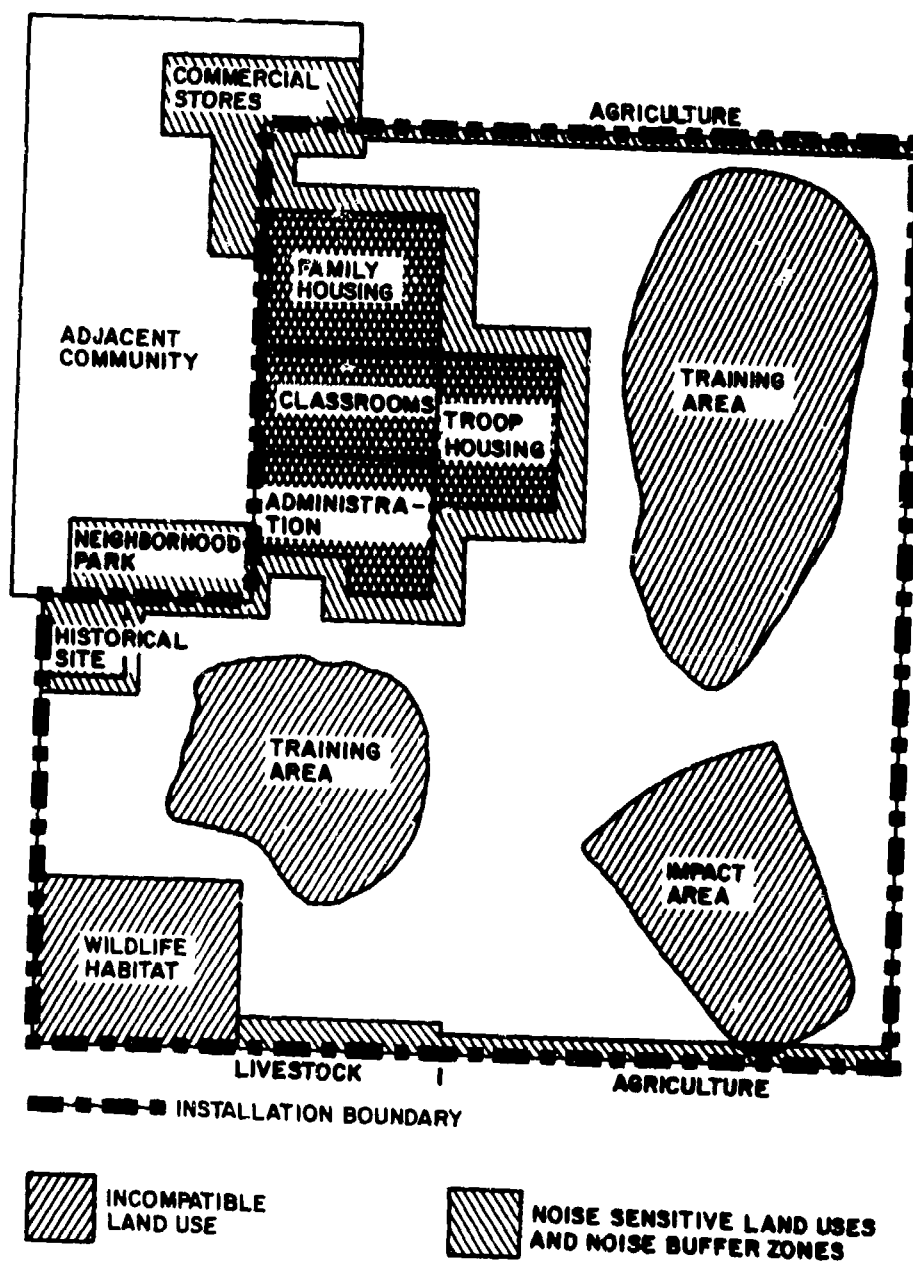 COMMERCIAL
STORES
AGRICULTURE
FAMILY
HOUSING
ADJACENT
COMMUNITY
TRAINING
AREA
CLASSROOMS
TROOP
HOUSING
ADMINISTRA-
TION
NEIGHBORHOOD
PARK
HISTORICAL
SITE
TRAINING
AREA
IMPACT
AREA
WILDLIFE
HABITAT
LIVESTOCK
AGRICULTURE
INSTALLATION BOUNDARY
INCOMPATIBLE
LAND USE
NOISE SENSITIVE LAND USES
AND NOISE BUFFER ZONES